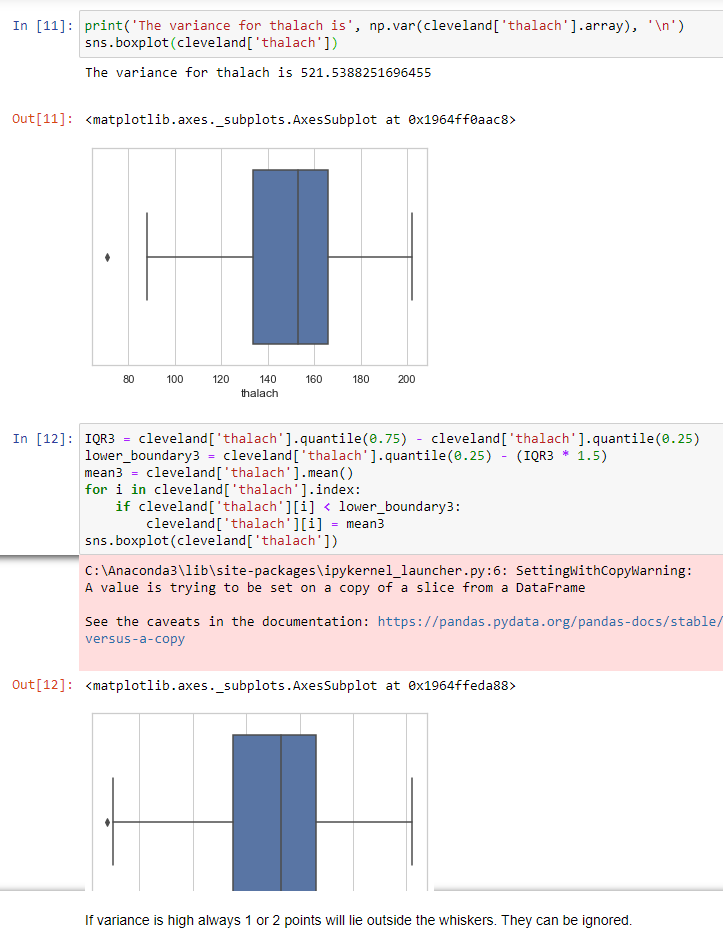 In [11]: print('The variance for thalach is', np.var(cleveland['thalach'].array), '\n')
sns.boxplot(cleveland['thalach'])
The variance for thalach is 521.5388251696455
Out[11]: <matplotlib.axes._subplots.AxesSubplot at 0x1964ff0aac8>
80 100 120 140 160 180 200
thalach
In [12]: IQR3 = cleveland['thalach'].quantile(0.75) - cleveland['thalach'].quantile(0.25)
lower_boundary3 = cleveland['thalach'].quantile(0.25) - (IQR3 * 1.5)
mean3 = cleveland['thalach'].mean()
for i in cleveland['thalach'].index:
    if cleveland['thalach'][i] < lower_boundary3:
        cleveland['thalach'][i] = mean3
sns.boxplot(cleveland['thalach'])
C:\Anaconda3\lib\site-packages\ipykernel_launcher.py:6: SettingWithCopyWarning:
A value is trying to be set on a copy of a slice from a DataFrame
See the caveats in the documentation: https://pandas.pydata.org/pandas-docs/stable/
versus-a-copy
Out[12]: <matplotlib.axes._subplots.AxesSubplot at 0x1964ffeda88>
If variance is high always 1 or 2 points will lie outside the whiskers. They can be ignored.